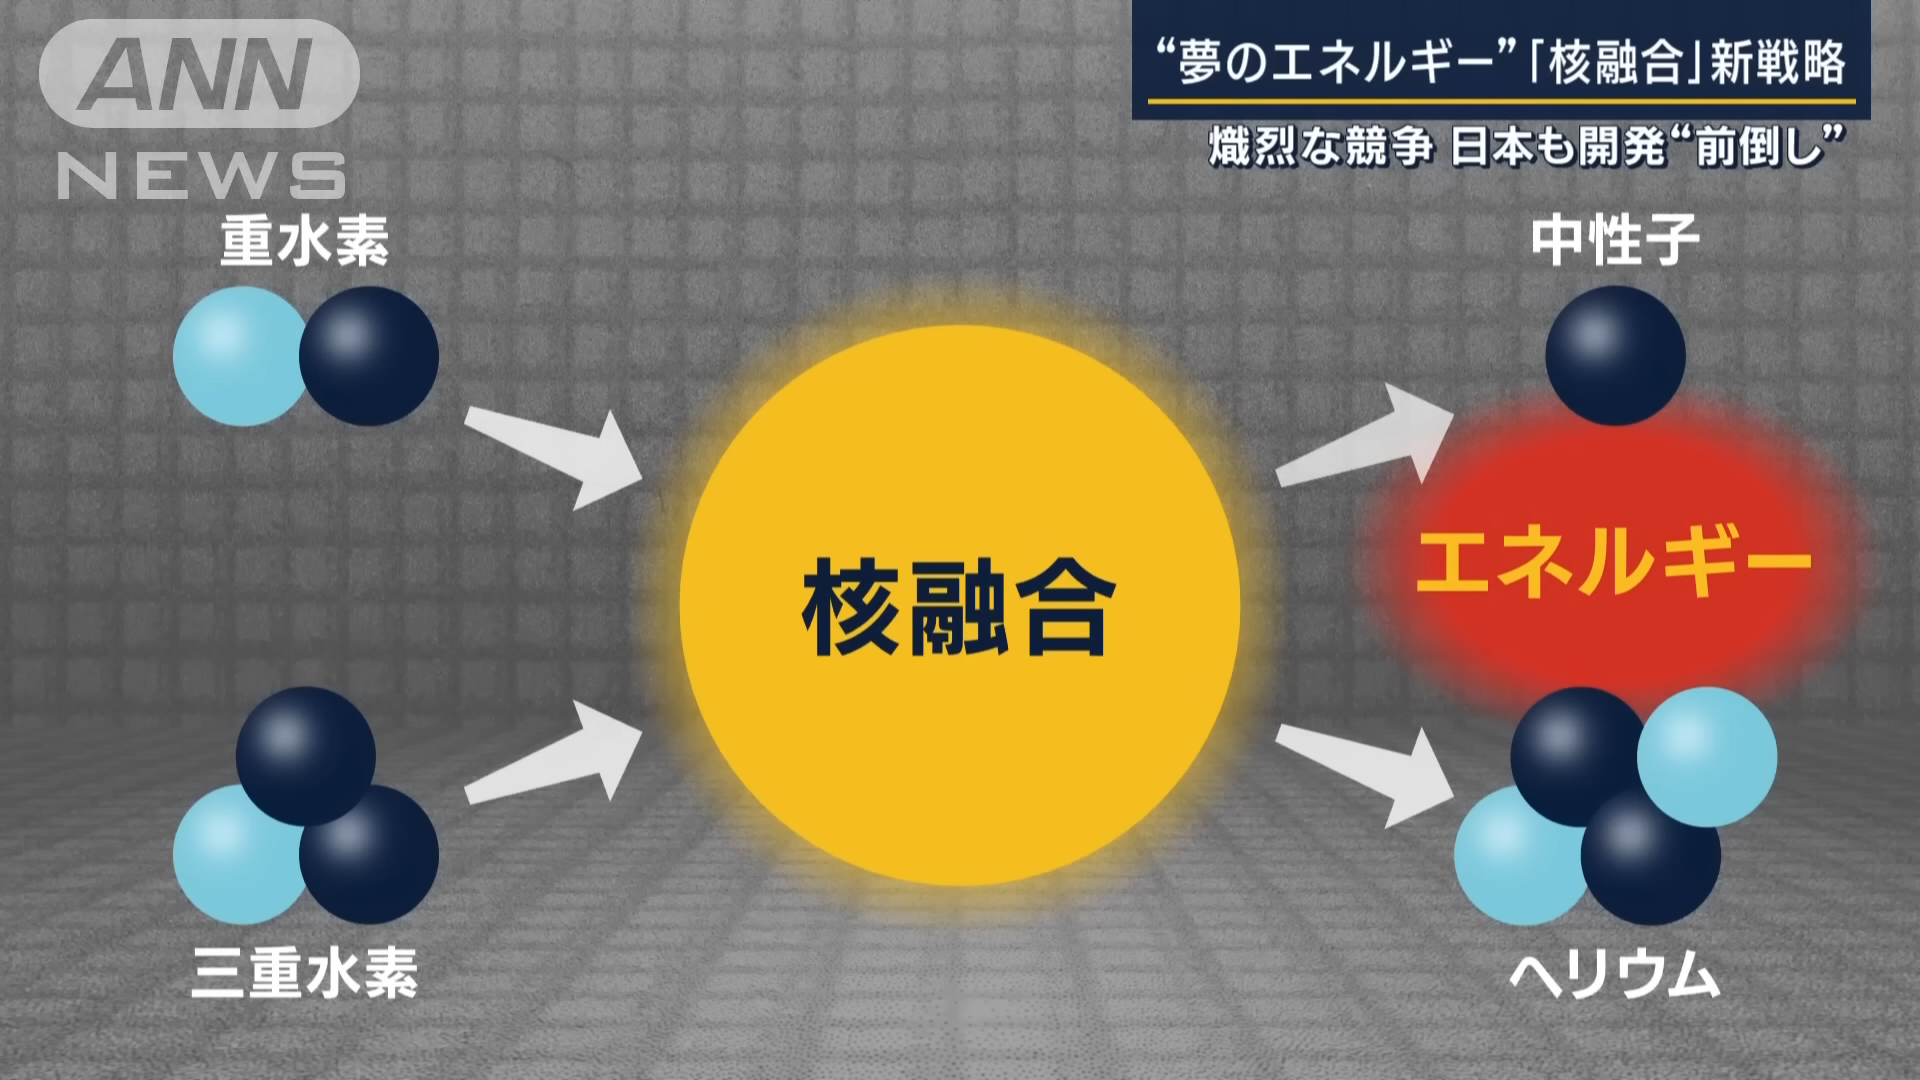 ANN
NEWS
“夢のエネルギー”「核融合」新戦略
熾烈な競争 日本も開発“前倒し”
重水素
中性子
核融合
エネルギー
三重水素
ヘリウム